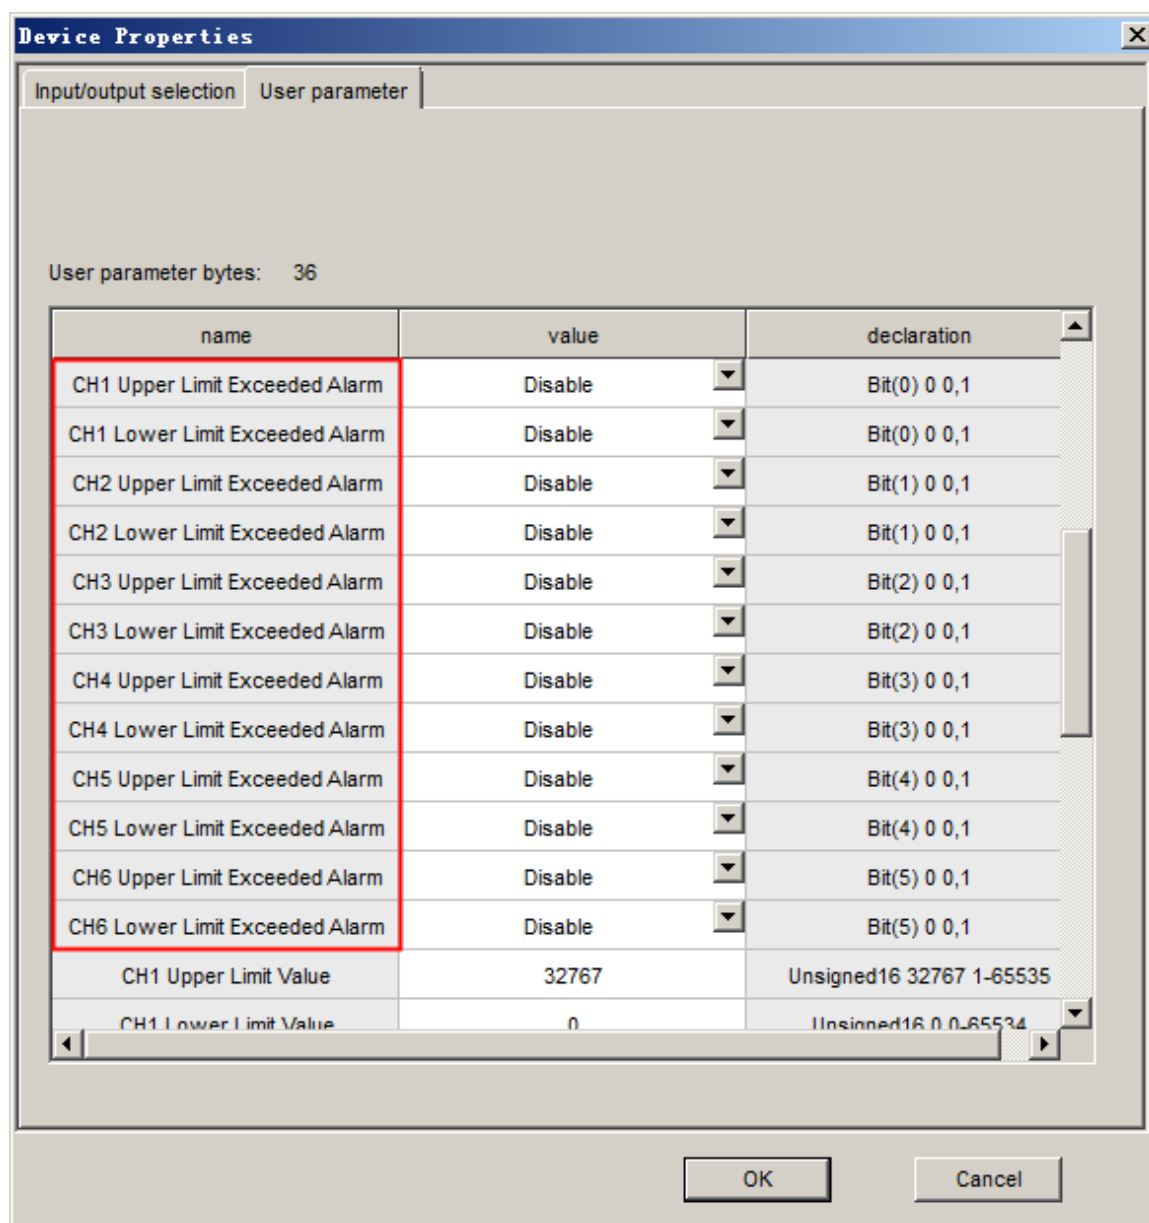 Device Properties
Input/output selection User parameter
User parameter bytes: 36
name value declaration
CH1 Upper Limit Exceeded Alarm Disable Bit(0) 0 0,1
CH1 Lower Limit Exceeded Alarm Disable Bit(0) 0 0,1
CH2 Upper Limit Exceeded Alarm Disable Bit(1) 0 0,1
CH2 Lower Limit Exceeded Alarm Disable Bit(1) 0 0,1
CH3 Upper Limit Exceeded Alarm Disable Bit(2) 0 0,1
CH3 Lower Limit Exceeded Alarm Disable Bit(2) 0 0,1
CH4 Upper Limit Exceeded Alarm Disable Bit(3) 0 0,1
CH4 Lower Limit Exceeded Alarm Disable Bit(3) 0 0,1
CH5 Upper Limit Exceeded Alarm Disable Bit(4) 0 0,1
CH5 Lower Limit Exceeded Alarm Disable Bit(4) 0 0,1
CH6 Upper Limit Exceeded Alarm Disable Bit(5) 0 0,1
CH6 Lower Limit Exceeded Alarm Disable Bit(5) 0 0,1
CH1 Upper Limit Value 32767 Unsigned16 32767 1-65535
CH1 Lower Limit Value 0 Unsigned16 0 0-65534
OK Cancel